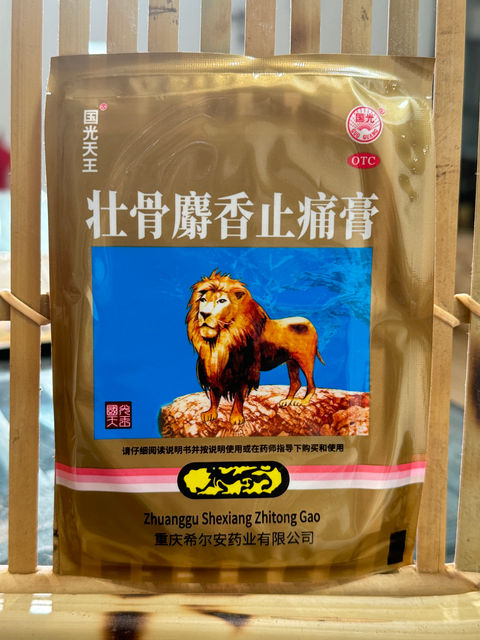 国光天王
国光
GUO GUANG
OTC
壮骨麝香止痛膏
请仔细阅读说明书并按说明使用或在药师指导下购买和使用
Zhuanggu Shexiang Zhitong Gao
重庆希尔安药业有限公司